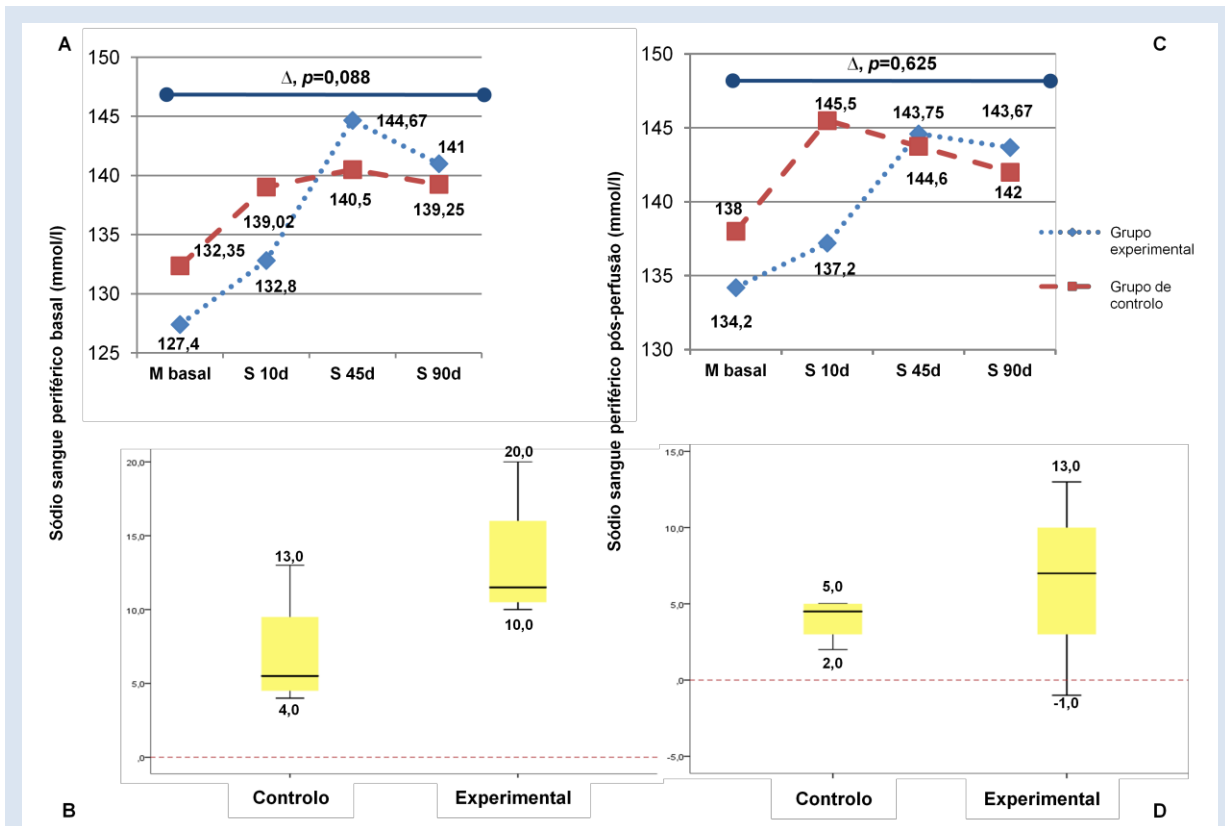 A
150
145
140
135
130
125
Δ, p=0,088
144,67
141
132,35
139,02
140,5
139,25
132,8
127,4
M basal
S 10d
S 45d
S 90d
Sódio sangue periférico basal (mmol/l)
C
150
145
140
135
130
Δ, p=0,625
145,5
143,75
143,67
138
144,6
142
137,2
134,2
M basal
S 10d
S 45d
S 90d
Sódio sangue periférico pós-perfusão (mmol/l)
Grupo
experimental
Grupo de
controlo
20,0
15,0
10,0
5,0
,0
20,0
13,0
10,0
4,0
Controlo
Experimental
B
15,0
10,0
5,0
,0
-5,0
13,0
5,0
2,0
-1,0
Controlo
Experimental
D